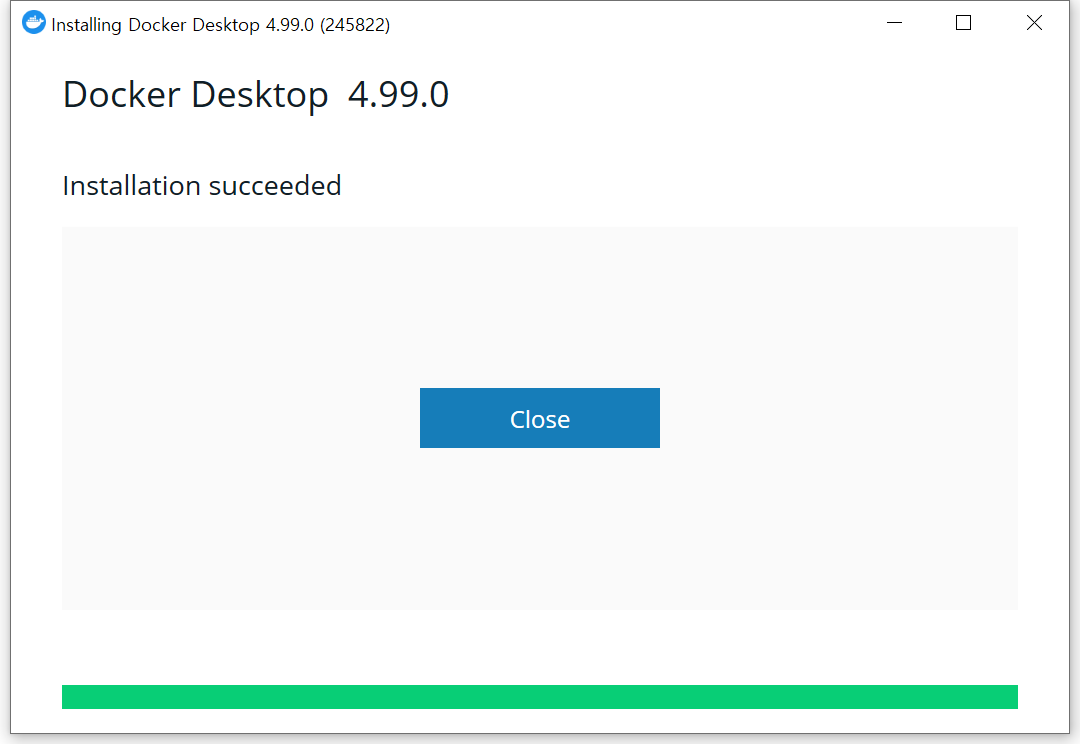 Installing Docker Desktop 4.99.0 (245822)
Docker Desktop 4.99.0
Installation succeeded
Close